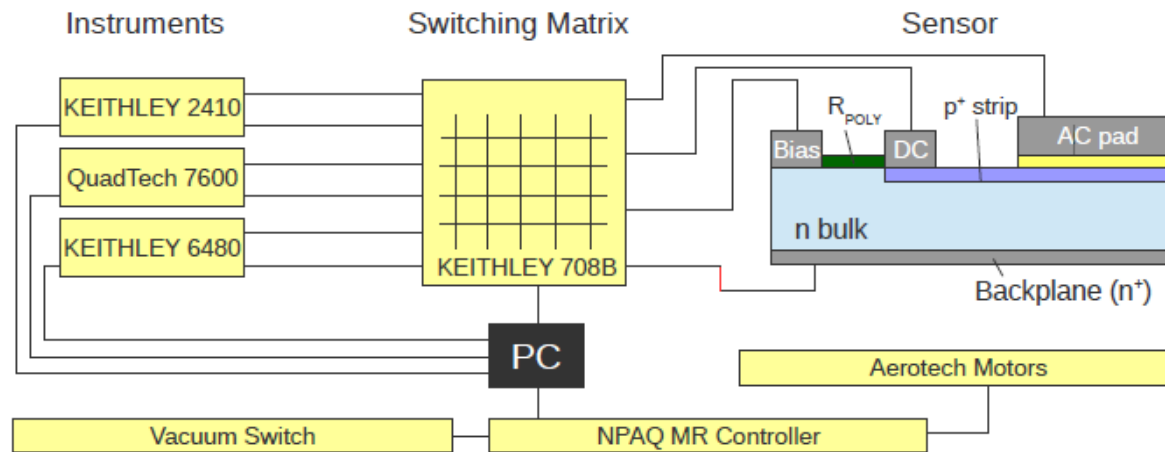 Instruments
Switching Matrix
Sensor
KEITHLEY 2410
QuadTech 7600
KEITHLEY 6480
KEITHLEY 708B
R_POLY
p⁺ strip
Bias
DC
AC pad
n bulk
Backplane (n⁺)
PC
Aerotech Motors
Vacuum Switch
NPAQ MR Controller